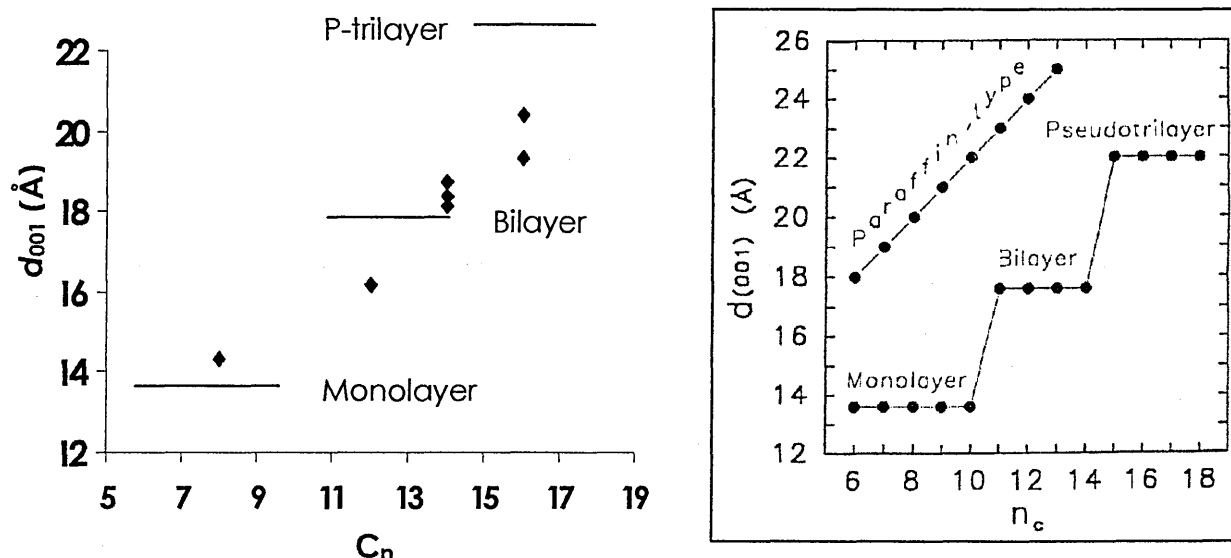 P-trilayer
22
20
18
16
14
12
d001 (Å)
Bilayer
Monolayer
5 7 9 11 13 15 17 19
Cn
26
24
22
20
18
16
14
12
d(001) (Å)
Paraffin-type
Pseudotrilayer
Bilayer
Monolayer
6 8 10 12 14 16 18
nc